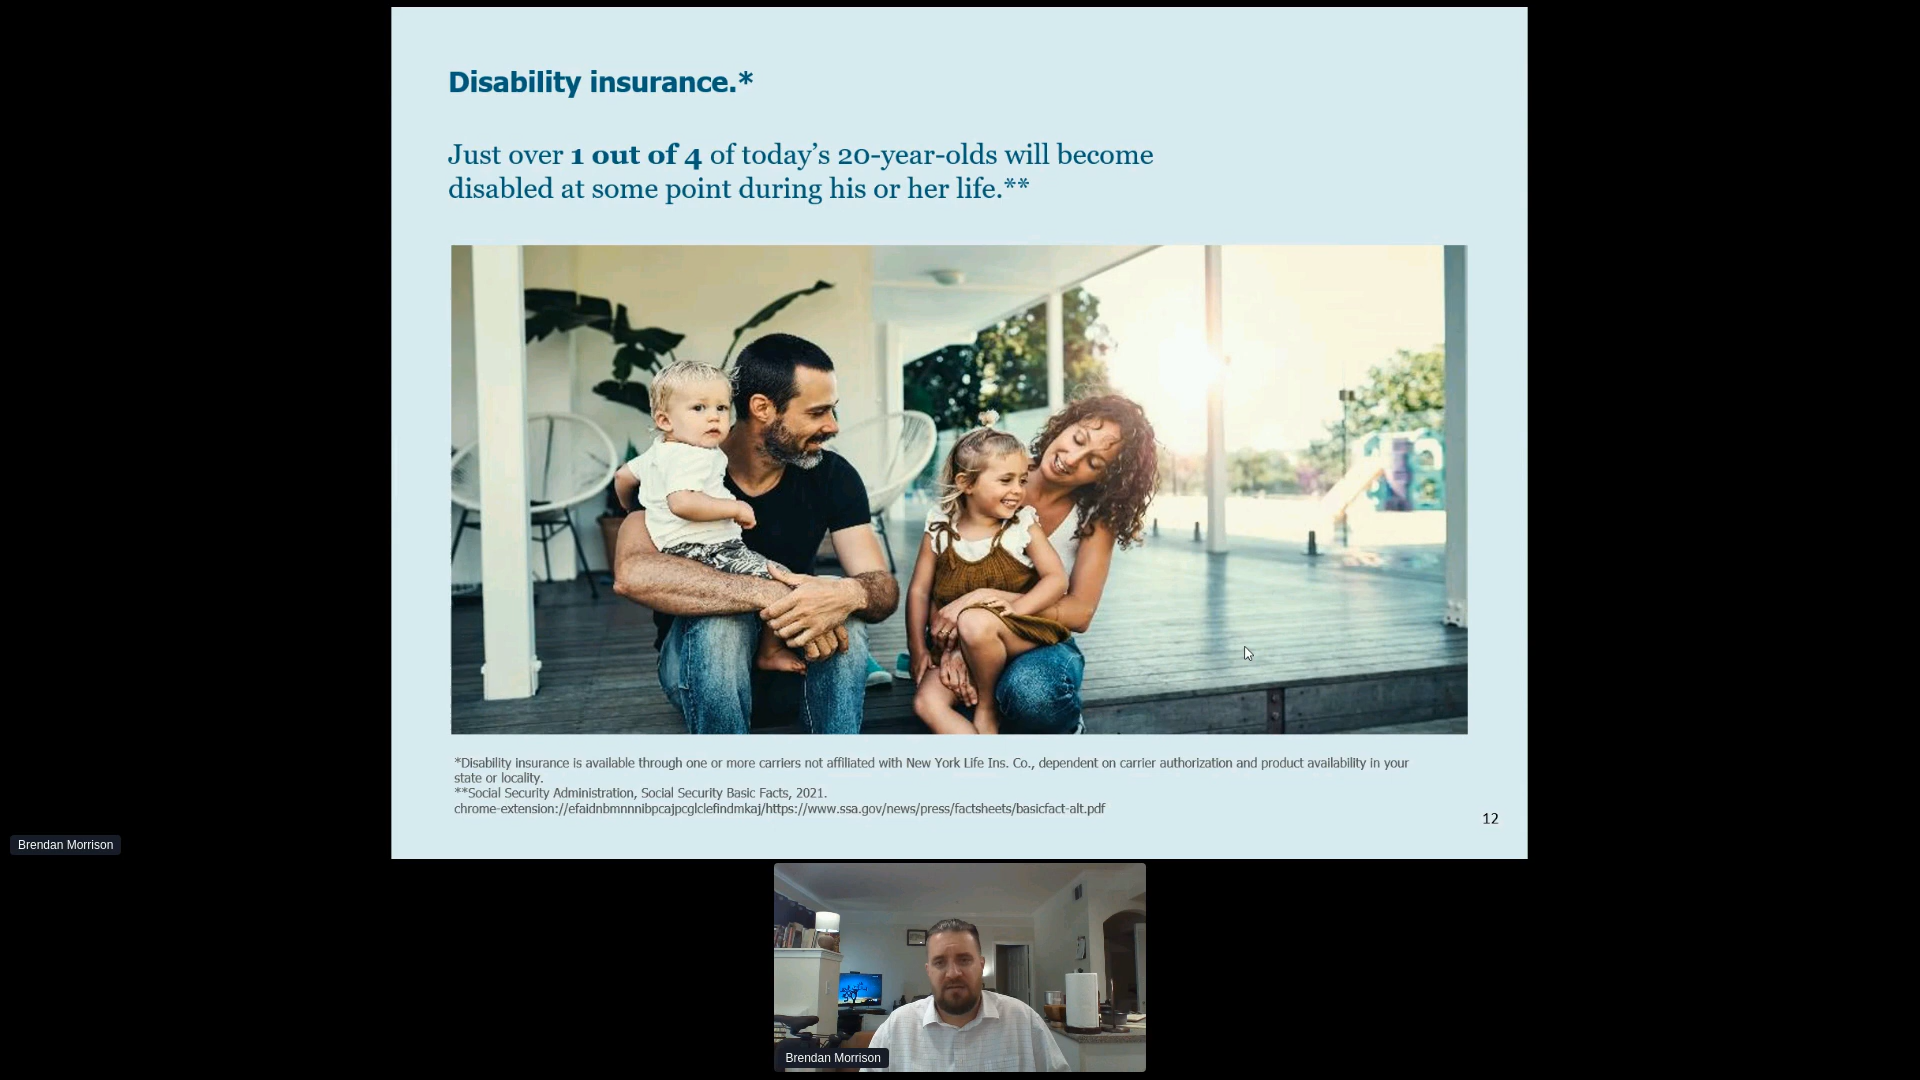 Disability insurance.*
Just over 1 out of 4 of today’s 20-year-olds will become
disabled at some point during his or her life.**
*Disability insurance is available through one or more carriers not affiliated with New York Life Ins. Co., dependent on carrier authorization and product availability in your
state or locality.
**Social Security Administration, Social Security Basic Facts, 2021.
chrome-extension://efaidnbmnnnibpcajpcglclefindmkaj/https://www.ssa.gov/news/press/factsheets/basicfact-alt.pdf
12
Brendan Morrison
Brendan Morrison